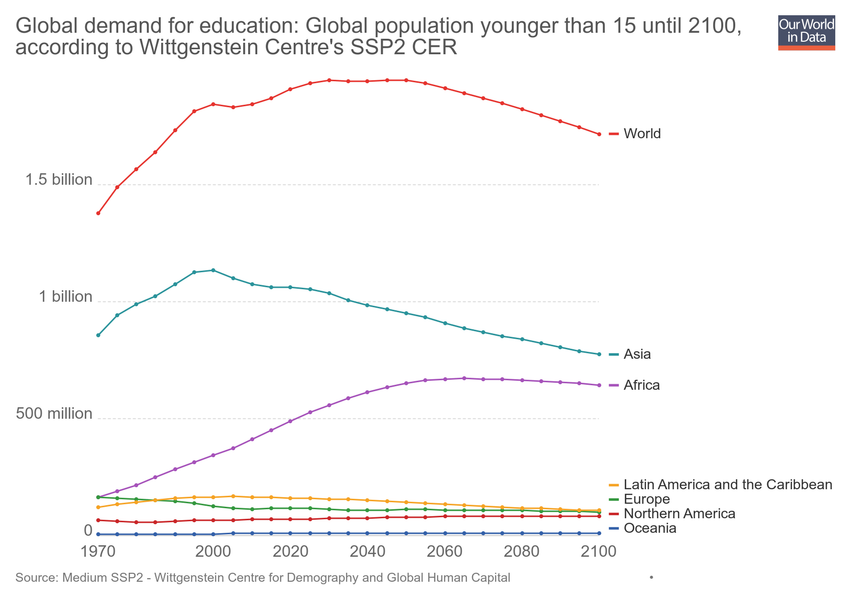 Global demand for education: Global population younger than 15 until 2100,
according to Wittgenstein Centre's SSP2 CER
Our World
in Data
World
1.5 billion
1 billion
Asia
Africa
500 million
Latin America and the Caribbean
Europe
Northern America
Oceania
0
1970 2000 2020 2040 2060 2080 2100
Source: Medium SSP2 - Wittgenstein Centre for Demography and Global Human Capital •